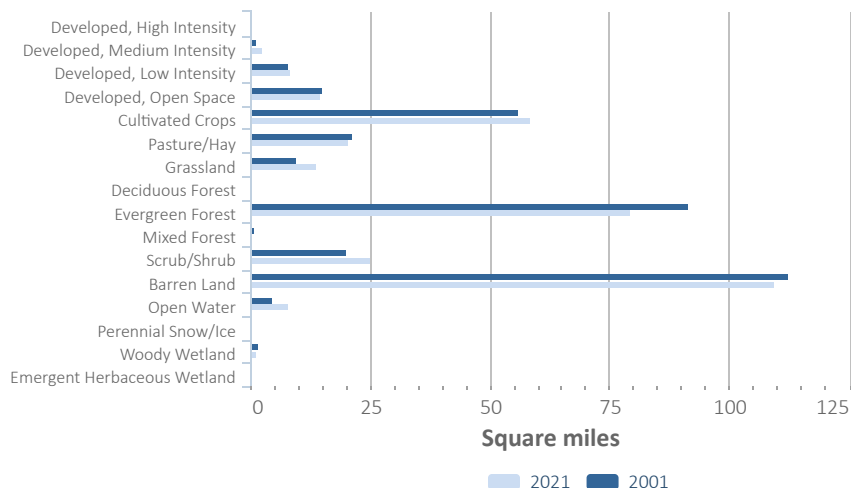 Developed, High Intensity
Developed, Medium Intensity
Developed, Low Intensity
Developed, Open Space
Cultivated Crops
Pasture/Hay
Grassland
Deciduous Forest
Evergreen Forest
Mixed Forest
Scrub/Shrub
Barren Land
Open Water
Perennial Snow/Ice
Woody Wetland
Emergent Herbaceous Wetland
0 25 50 75 100 125
Square miles
2021 2001